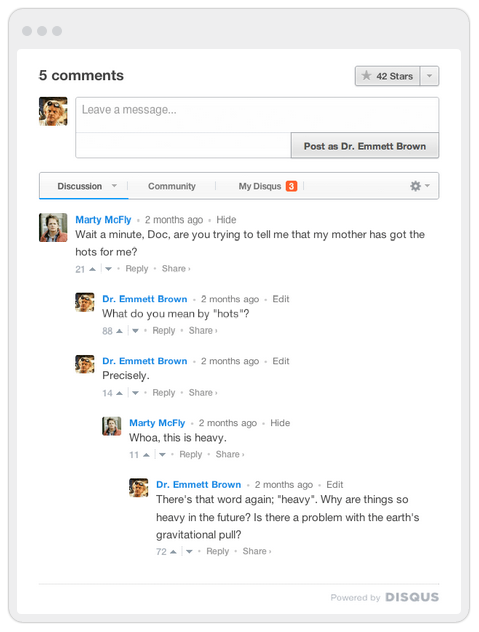 5 comments
42 Stars
Leave a message...
Post as Dr. Emmett Brown
Discussion
Community
My Disqus 3
Marty McFly • 2 months ago • Hide
Wait a minute, Doc, are you trying to tell me that my mother has got the
hots for me?
21 • Reply • Share ›
Dr. Emmett Brown • 2 months ago • Edit
What do you mean by "hots"?
88 • Reply • Share ›
Dr. Emmett Brown • 2 months ago • Edit
Precisely.
14 • Reply • Share ›
Marty McFly • 2 months ago • Hide
Whoa, this is heavy.
11 • Reply • Share ›
Dr. Emmett Brown • 2 months ago • Edit
There's that word again; "heavy". Why are things so
heavy in the future? Is there a problem with the earth's
gravitational pull?
72 • Reply • Share ›
Powered by DISQUS